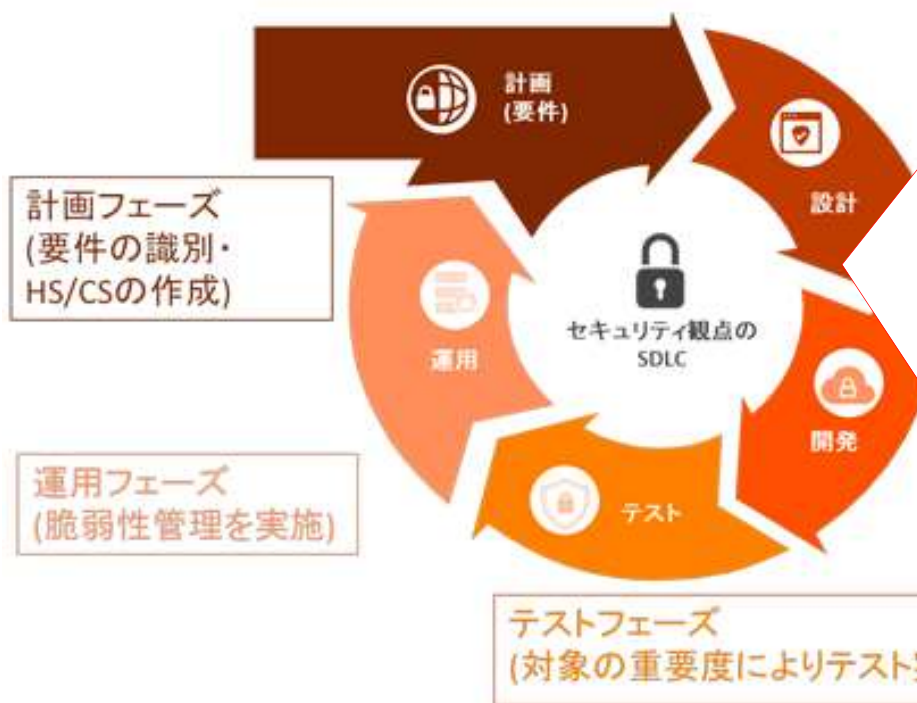 計画
(要件)
設計
計画フェーズ
(要件の識別・
HS/CSの作成)
セキュリティ観点の
SDLC
運用
開発
運用フェーズ
(脆弱性管理を実施)
テスト
テストフェーズ
(対象の重要度によりテスト